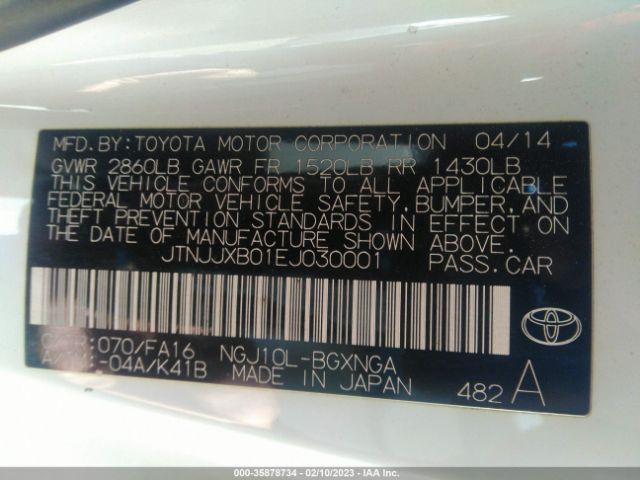 MFD.BY:TOYOTA MOTOR CORPORATION 04/14
GVWR 2860LB GAWR FR 1520LB RR 1430LB
THIS VEHICLE CONFORMS TO ALL APPLICABLE
FEDERAL MOTOR VEHICLE SAFETY, BUMPER, AND
THEFT PREVENTION STANDARDS IN EFFECT ON
THE DATE OF MANUFACTURE SHOWN ABOVE.
JTNJJXB01EJ030001 PASS.CAR
C/TR:070/FA16 NGJ10L-BGXNGA
A/TM:-04A/K41B MADE IN JAPAN
482 A
000-35878734 - 02/10/2023 - IAA Inc.